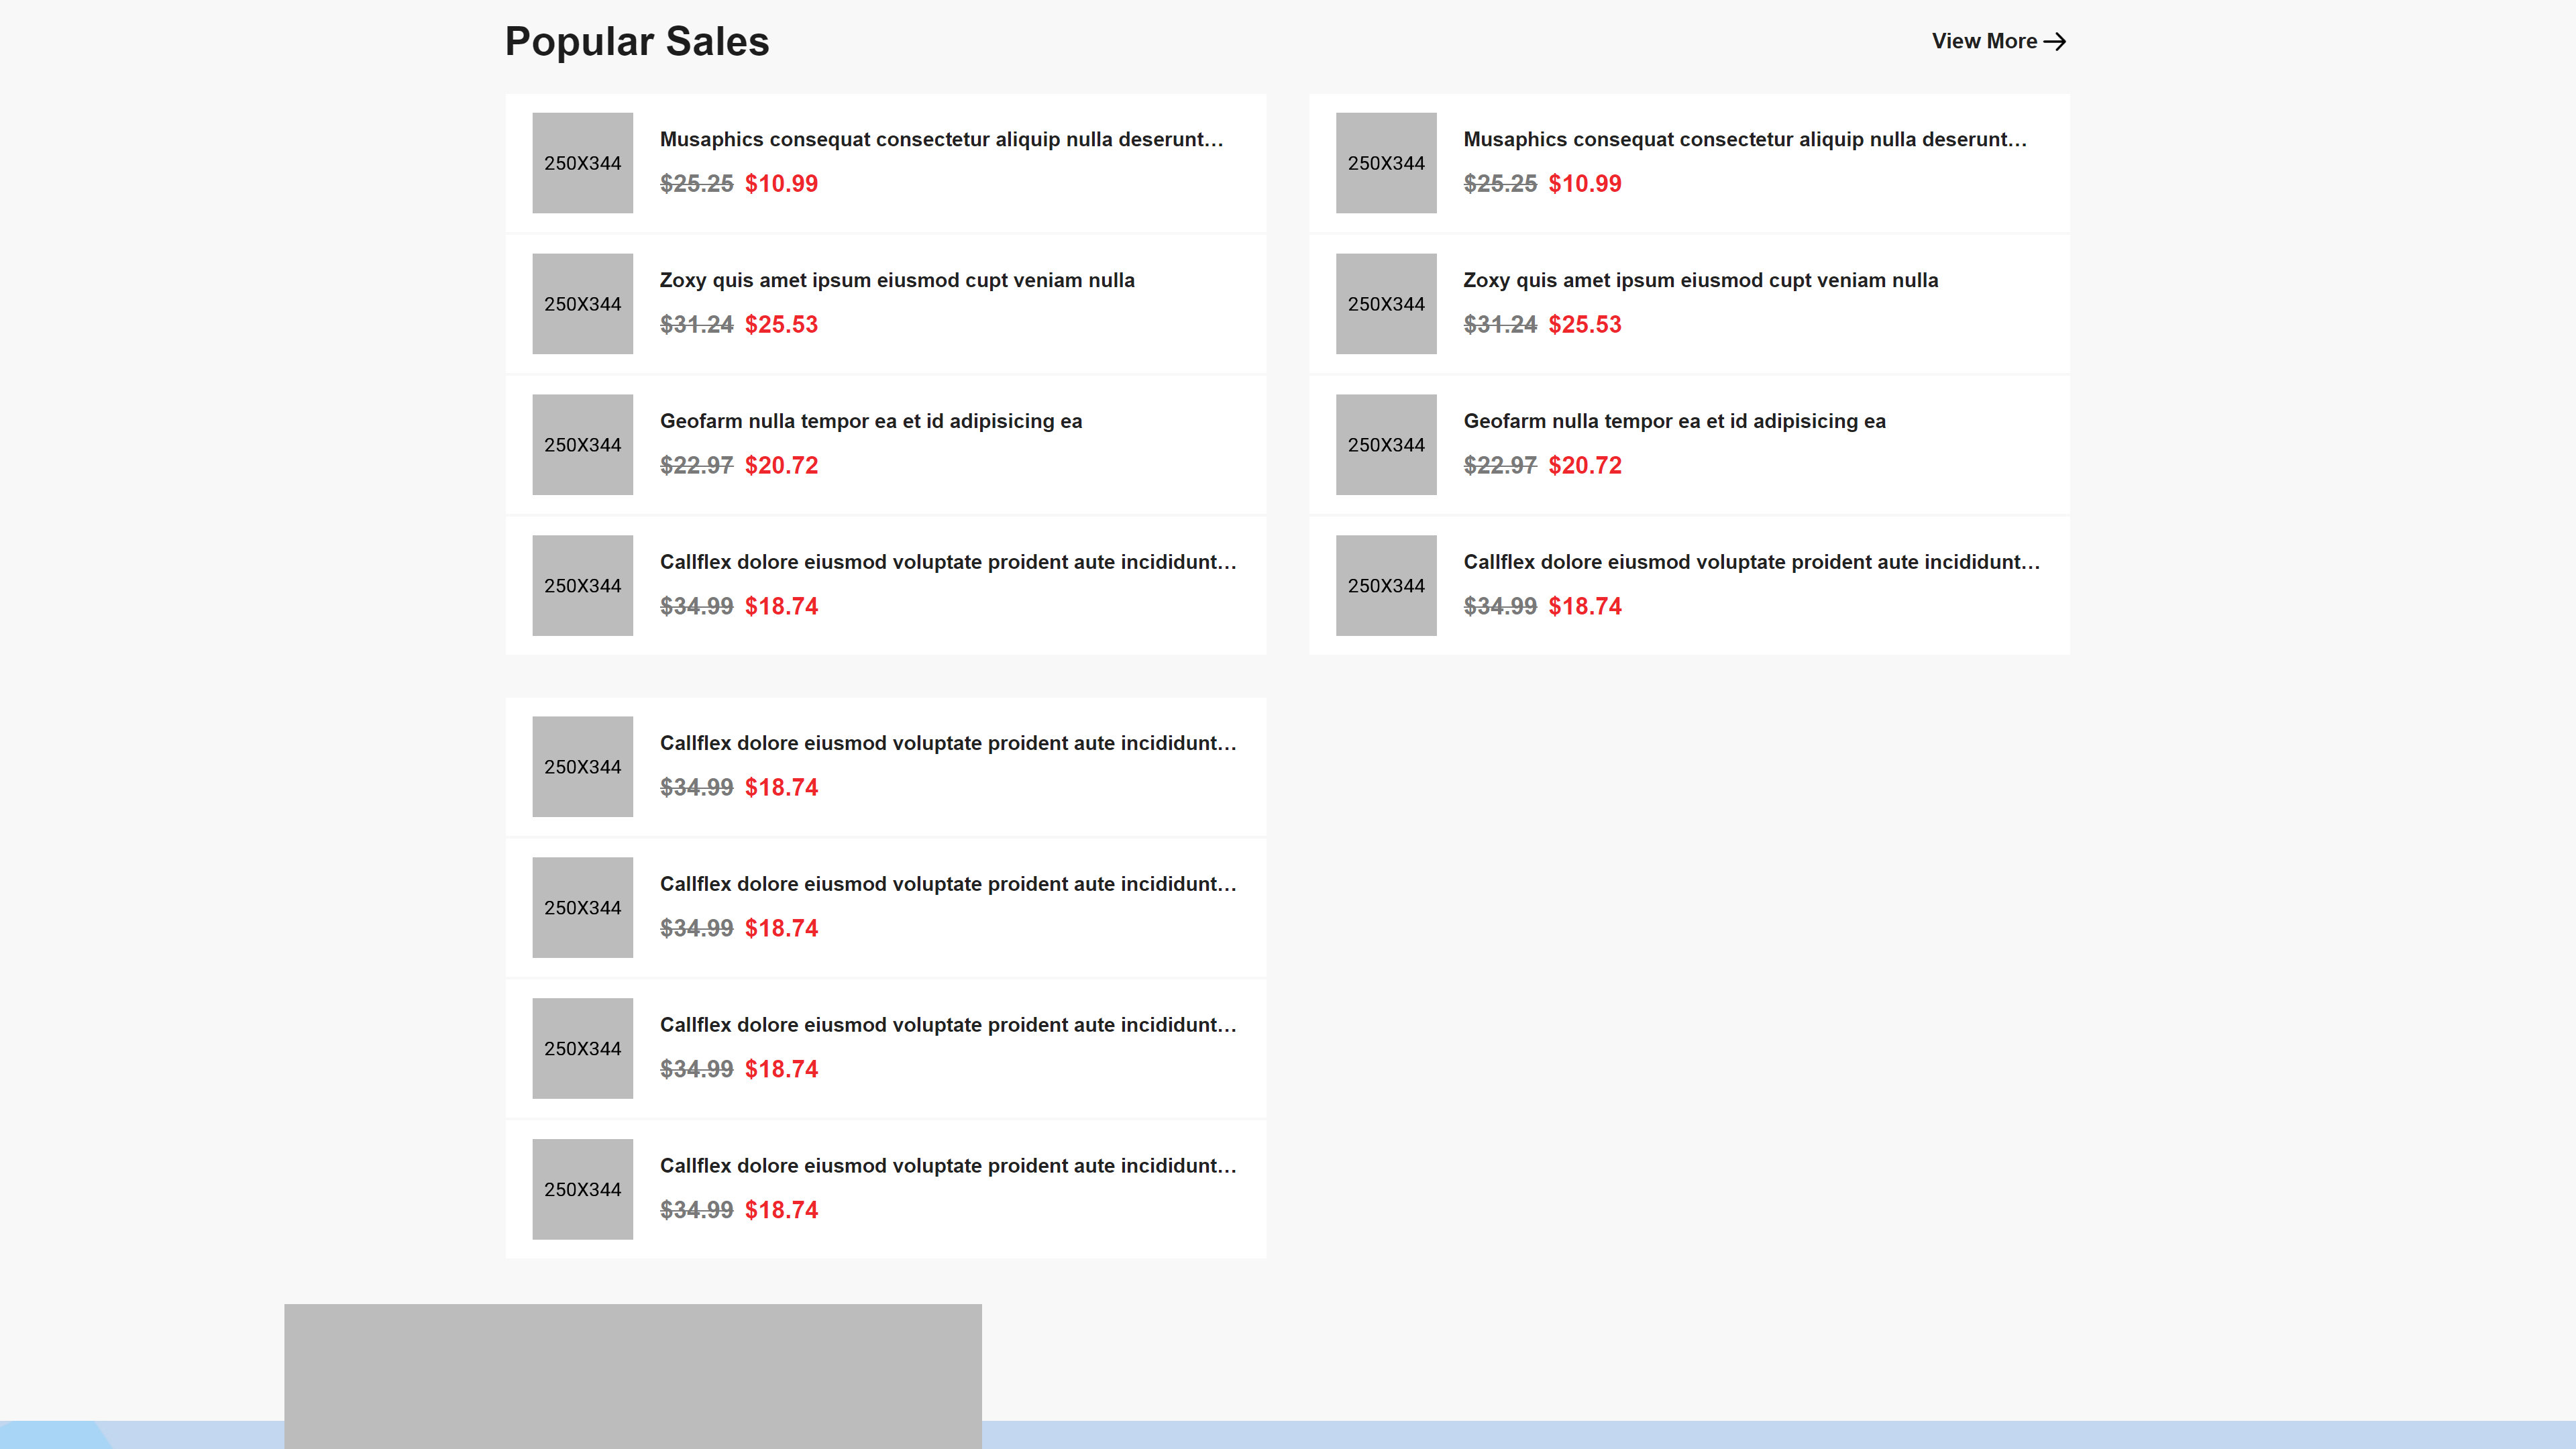 Popular Sales
View More
250X344
Musaphics consequat consectetur aliquip nulla deserunt...
$25.25 $10.99
250X344
Zoxy quis amet ipsum eiusmod cupt veniam nulla
$31.24 $25.53
250X344
Geofarm nulla tempor ea et id adipisicing ea
$22.97 $20.72
250X344
Callflex dolore eiusmod voluptate proident aute incididunt...
$34.99 $18.74
250X344
Musaphics consequat consectetur aliquip nulla deserunt...
$25.25 $10.99
250X344
Zoxy quis amet ipsum eiusmod cupt veniam nulla
$31.24 $25.53
250X344
Geofarm nulla tempor ea et id adipisicing ea
$22.97 $20.72
250X344
Callflex dolore eiusmod voluptate proident aute incididunt...
$34.99 $18.74
250X344
Callflex dolore eiusmod voluptate proident aute incididunt...
$34.99 $18.74
250X344
Callflex dolore eiusmod voluptate proident aute incididunt...
$34.99 $18.74
250X344
Callflex dolore eiusmod voluptate proident aute incididunt...
$34.99 $18.74
250X344
Callflex dolore eiusmod voluptate proident aute incididunt...
$34.99 $18.74